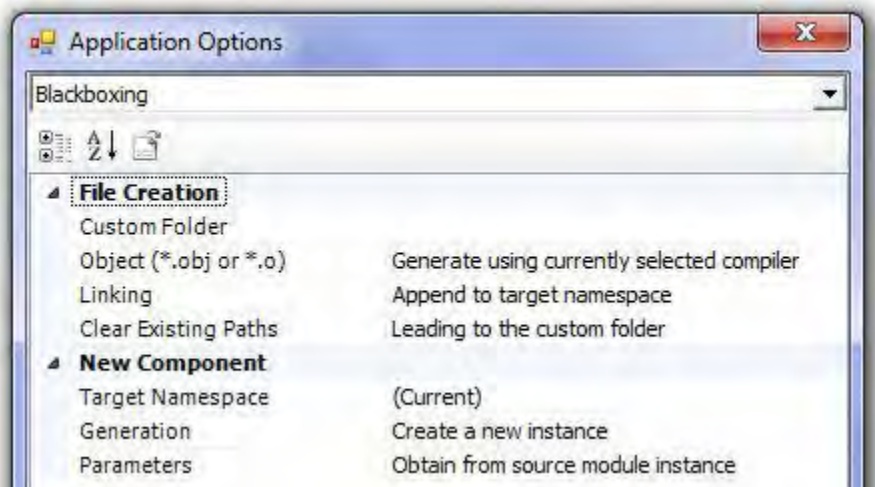 Application Options
Blackboxing
File Creation
Custom Folder
Object (*.obj or *.o) Generate using currently selected compiler
Linking Append to target namespace
Clear Existing Paths Leading to the custom folder
New Component
Target Namespace (Current)
Generation Create a new instance
Parameters Obtain from source module instance